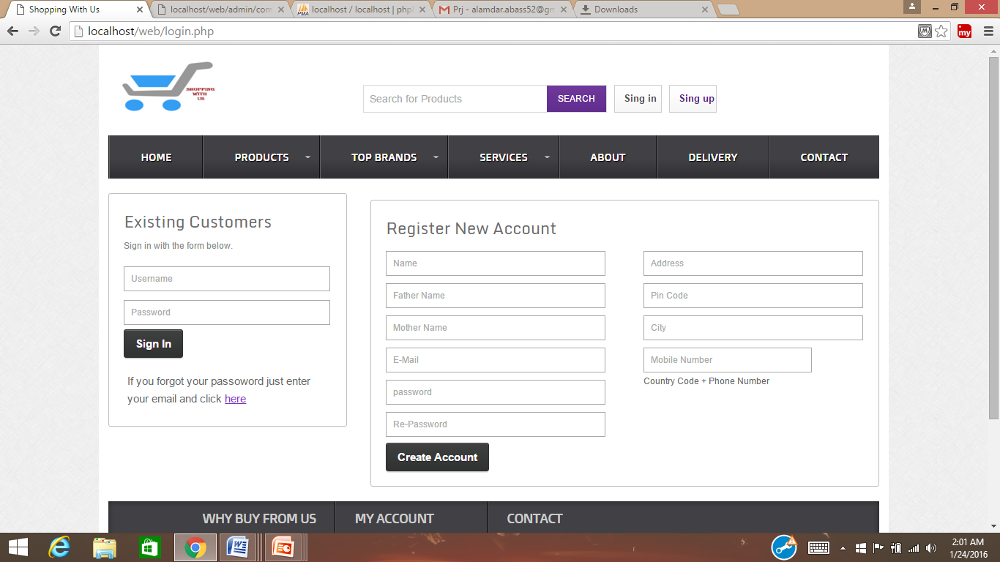 Shopping With Us
localhost/web/admin/com
localhost / localhost | php
Prj - alamdar.abass52@gm
Downloads
localhost/web/login.php
SHOPPING
WITH
US
Search for Products
SEARCH
Sing in
Sing up
HOME
PRODUCTS
TOP BRANDS
SERVICES
ABOUT
DELIVERY
CONTACT
Existing Customers
Sign in with the form below.
Username
Password
Sign In
If you forgot your passoword just enter
your email and click here
Register New Account
Name
Father Name
Mother Name
E-Mail
password
Re-Password
Create Account
Address
Pin Code
City
Mobile Number
Country Code + Phone Number
WHY BUY FROM US
MY ACCOUNT
CONTACT
2:01 AM
1/24/2016